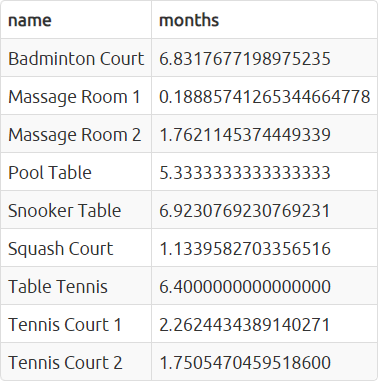 name months
Badminton Court 6.8317677198975235
Massage Room 1 0.18885741265344664778
Massage Room 2 1.7621145374449339
Pool Table 5.3333333333333333
Snooker Table 6.9230769230769231
Squash Court 1.1339582703356516
Table Tennis 6.4000000000000000
Tennis Court 1 2.2624434389140271
Tennis Court 2 1.7505470459518600